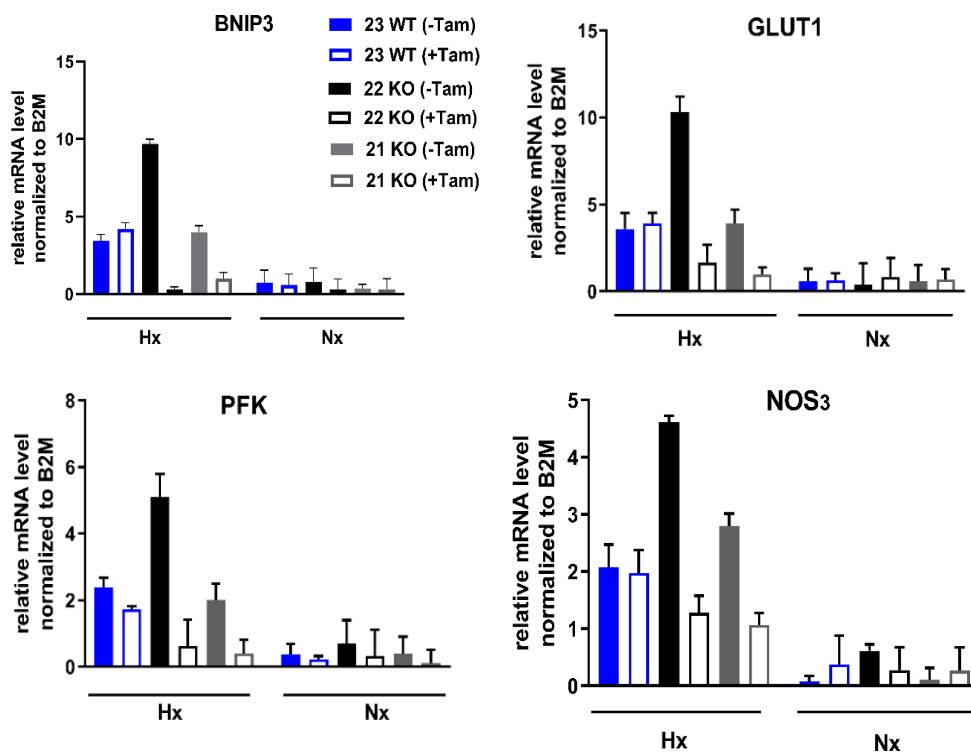 BNIP3
relative mRNA level
normalized to B2M
15
10
5
0
Hx
Nx
23 WT (-Tam)
23 WT (+Tam)
22 KO (-Tam)
22 KO (+Tam)
21 KO (-Tam)
21 KO (+Tam)
GLUT1
relative mRNA level
normalized to B2M
15
10
5
0
Hx
Nx
PFK
relative mRNA level
normalized to B2M
8
6
4
2
0
Hx
Nx
NOS3
relative mRNA level
normalized to B2M
5
4
3
2
1
0
Hx
Nx